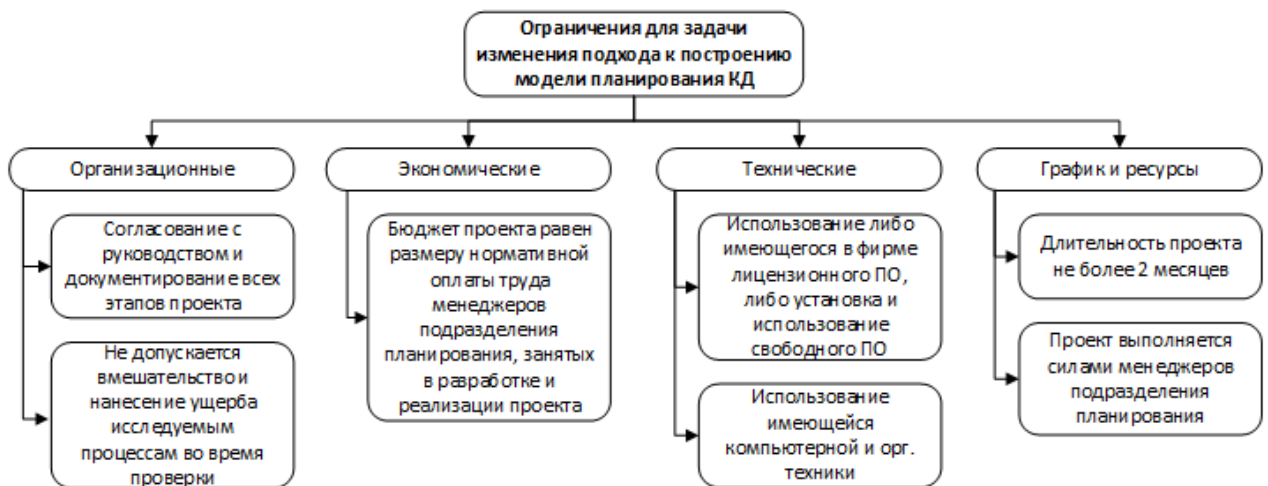 Ограничения для задачи
изменения подхода к построению
модели планирования КД
Организационные
Экономические
Технические
График и ресурсы
Согласование с
руководством и
документирование всех
этапов проекта
Не допускается
вмешательство и
нанесение ущерба
исследуемым
процессам во время
проверки
Бюджет проекта равен
размеру нормативной
оплаты труда
менеджеров
подразделения
планирования, занятых
в разработке и
реализации проекта
Использование либо
имеющегося в фирме
лицензионного ПО,
либо установка и
использование
свободного ПО
Использование
имеющейся
компьютерной и орг.
техники
Длительность проекта
не более 2 месяцев
Проект выполняется
силами менеджеров
подразделения
планирования